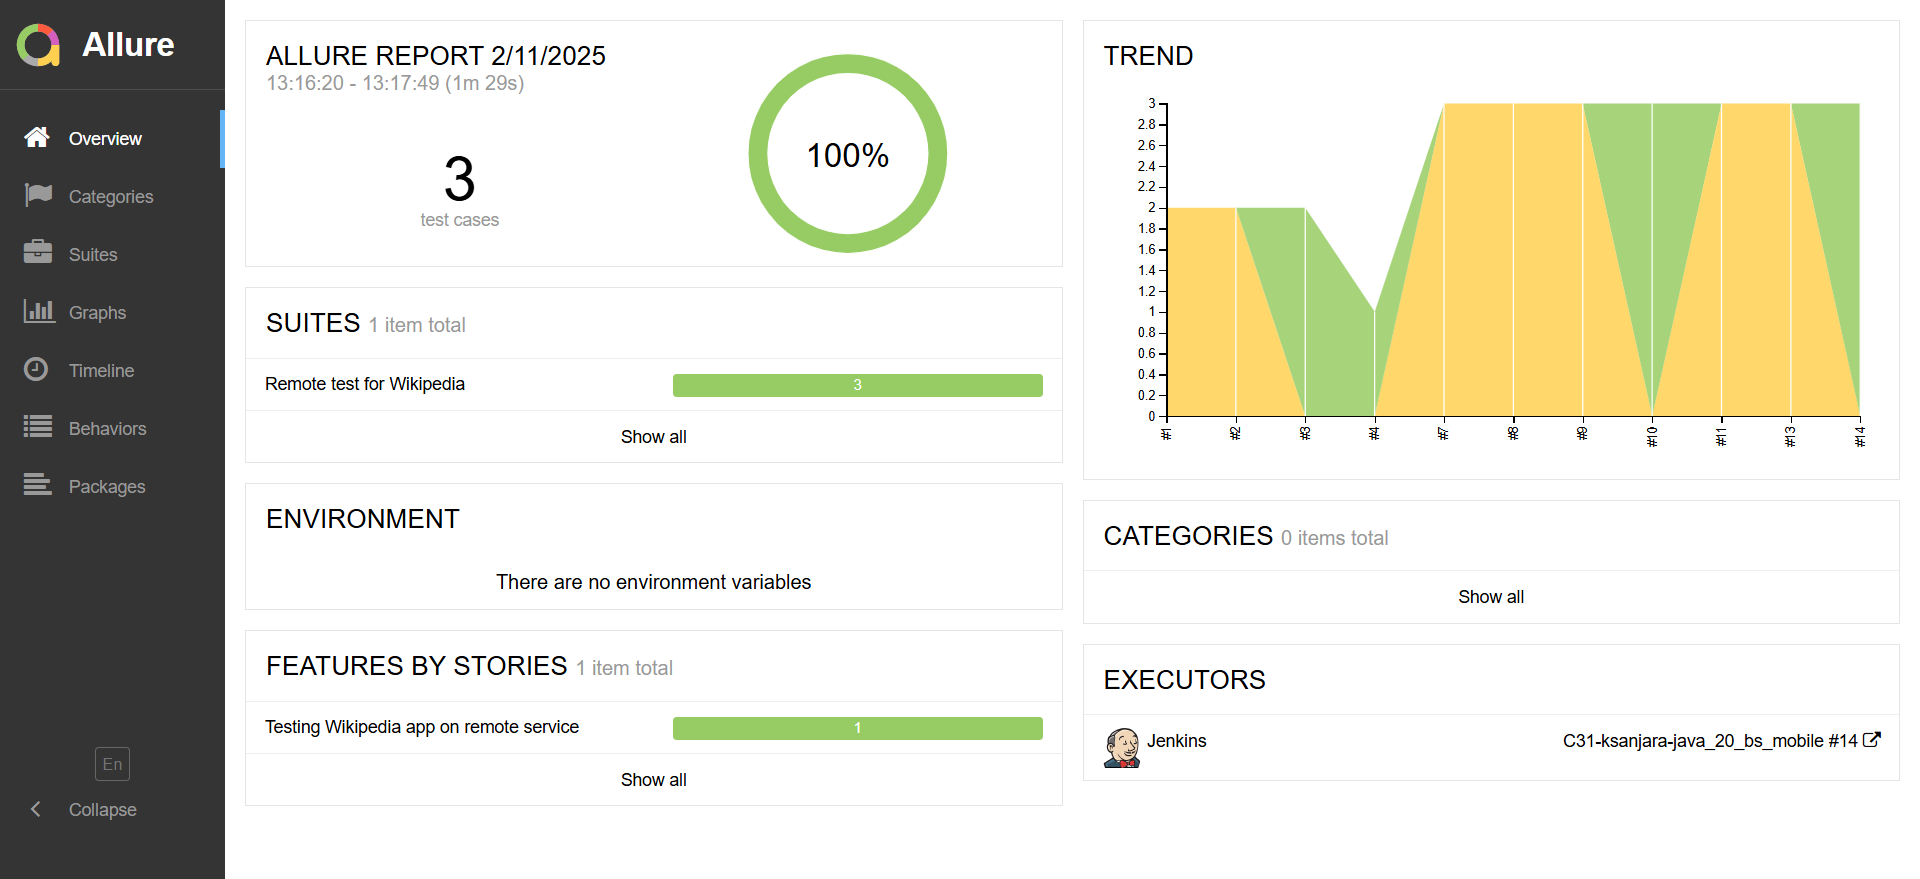 Allure
Overview
Categories
Suites
Graphs
Timeline
Behaviors
Packages
En
Collapse
ALLURE REPORT 2/11/2025
13:16:20 - 13:17:49 (1m 29s)
3
test cases
100%
SUITES 1 item total
Remote test for Wikipedia 3
Show all
ENVIRONMENT
There are no environment variables
FEATURES BY STORIES 1 item total
Testing Wikipedia app on remote service 1
Show all
TREND
3
2.8
2.6
2.4
2.2
2
1.8
1.6
1.4
1.2
1
0.8
0.6
0.4
0.2
0
#1 #2 #3 #4 #7 #8 #9 #10 #11 #13 #14
CATEGORIES 0 items total
Show all
EXECUTORS
Jenkins C31-ksanjara-java_20_bs_mobile #14